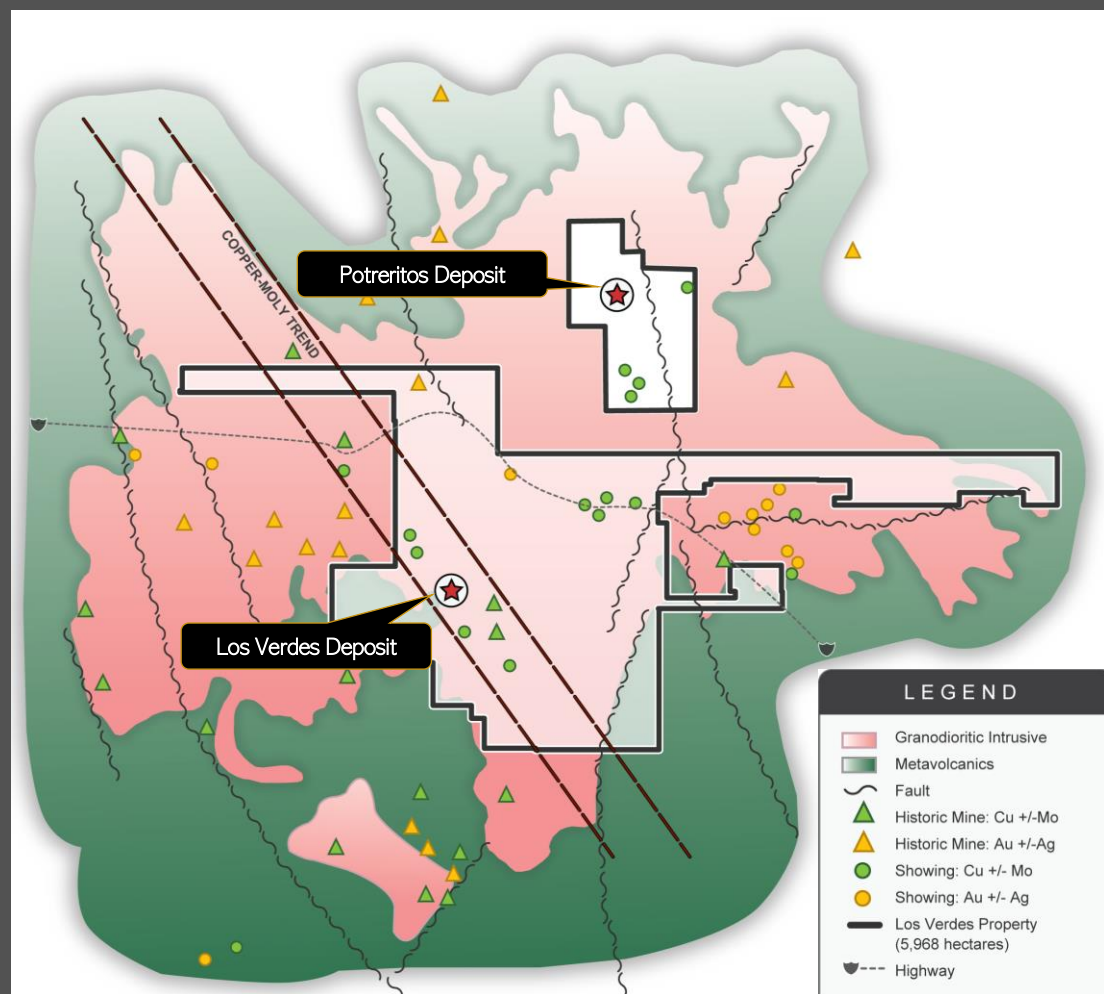 COPPER-MOLY TREND
Potreritos Deposit
Los Verdes Deposit
LEGEND
Granodioritic Intrusive
Metavolcanics
Fault
Historic Mine: Cu +/-Mo
Historic Mine: Au +/-Ag
Showing: Cu +/- Mo
Showing: Au +/- Ag
Los Verdes Property
(5,968 hectares)
Highway